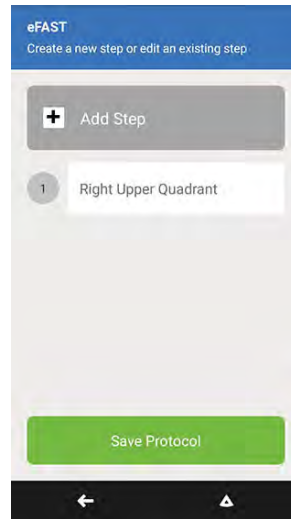 eFAST
Create a new step or edit an existing step
Add Step
1
Right Upper Quadrant
Save Protocol